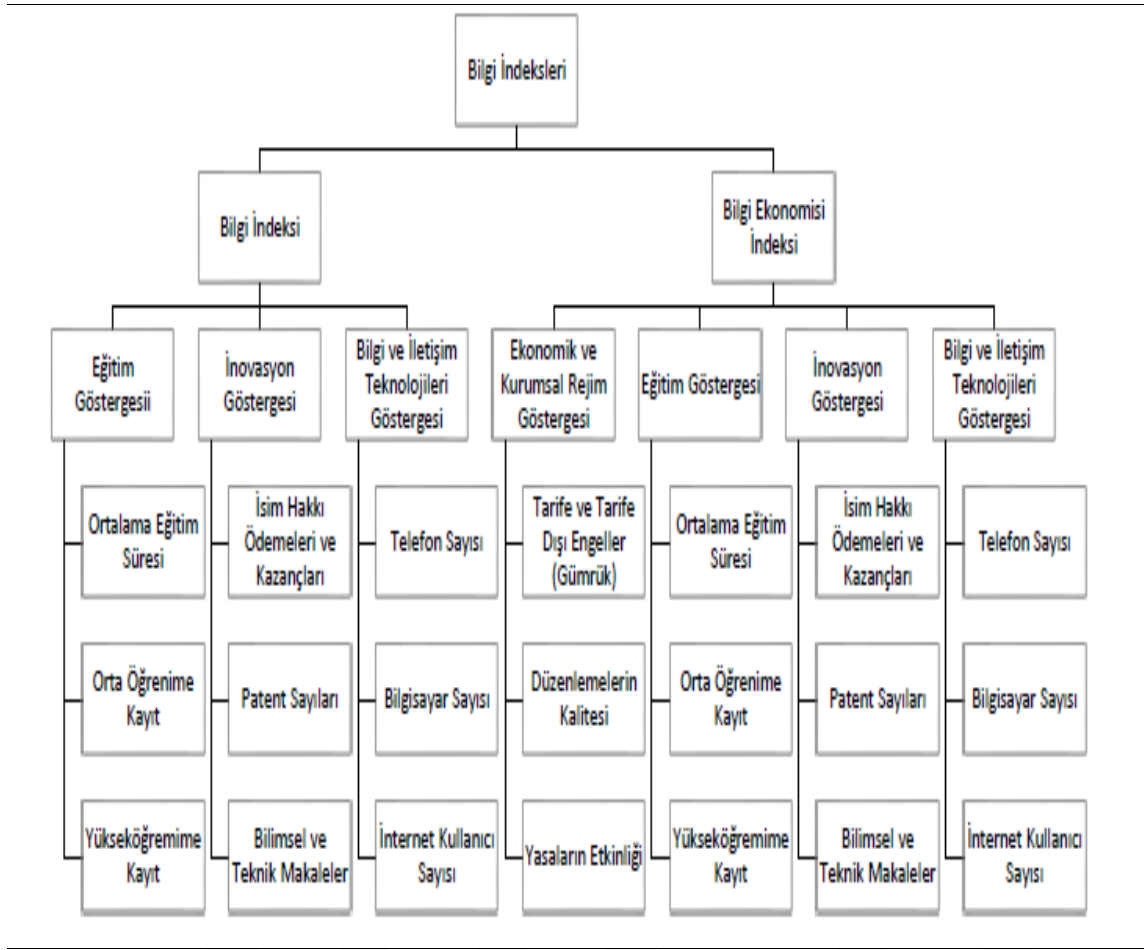 Bilgi İndeksleri
Bilgi İndeksi
Bilgi Ekonomisi
İndeksi
Eğitim
Göstergesii
İnovasyon
Göstergesi
Bilgi ve İletişim
Teknolojileri
Göstergesi
Ekonomik ve
Kurumsal Rejim
Göstergesi
Eğitim Göstergesi
İnovasyon
Göstergesi
Bilgi ve İletişim
Teknolojileri
Göstergesi
Ortalama Eğitim
Süresi
İsim Hakkı
Ödemeleri ve
Kazançları
Telefon Sayısı
Tarife ve Tarife
Dışı Engeller
(Gümrük)
Ortalama Eğitim
Süresi
İsim Hakkı
Ödemeleri ve
Kazançları
Telefon Sayısı
Orta Öğrenime
Kayıt
Patent Sayıları
Bilgisayar Sayısı
Düzenlemelerin
Kalitesi
Orta Öğrenime
Kayıt
Patent Sayıları
Bilgisayar Sayısı
Yükseköğremime
Kayıt
Bilimsel ve
Teknik Makaleler
İnternet Kullanıcı
Sayısı
Yasaların Etkinliği
Yükseköğremime
Kayıt
Bilimsel ve
Teknik Makaleler
İnternet Kullanıcı
Sayısı